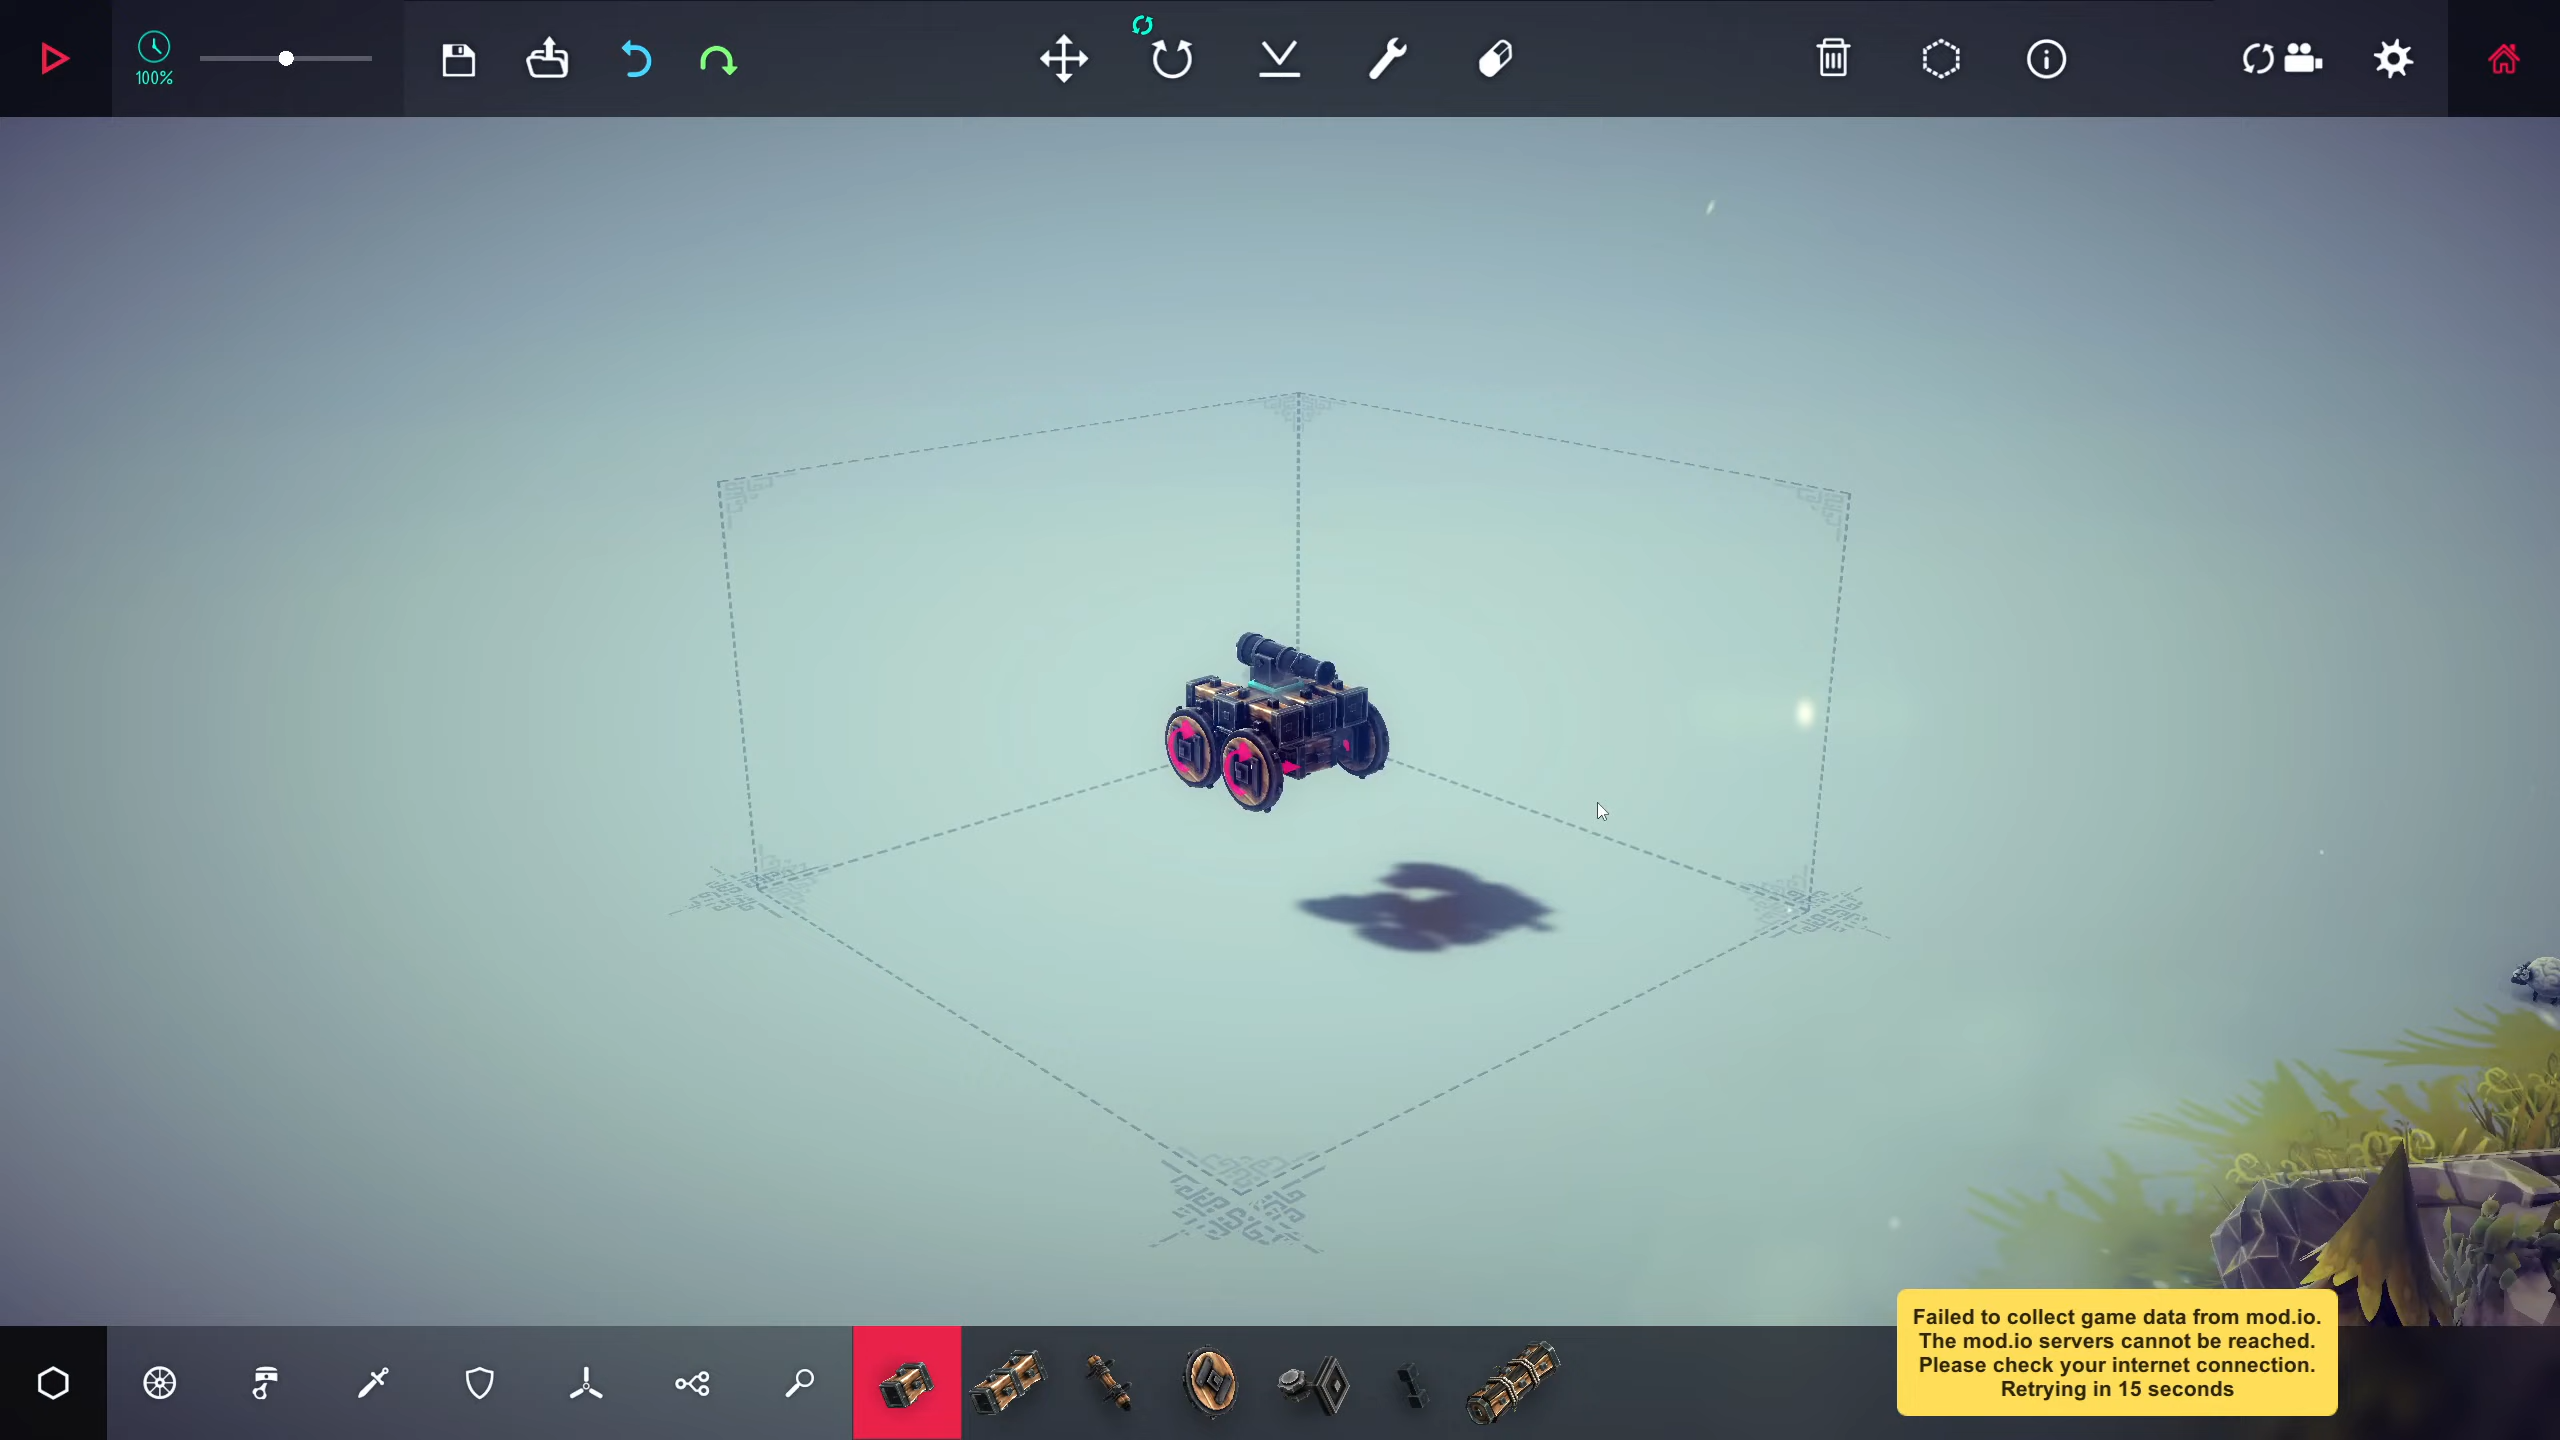 100%
Failed to collect game data from mod.io.
The mod.io servers cannot be reached.
Please check your internet connection.
Retrying in 15 seconds